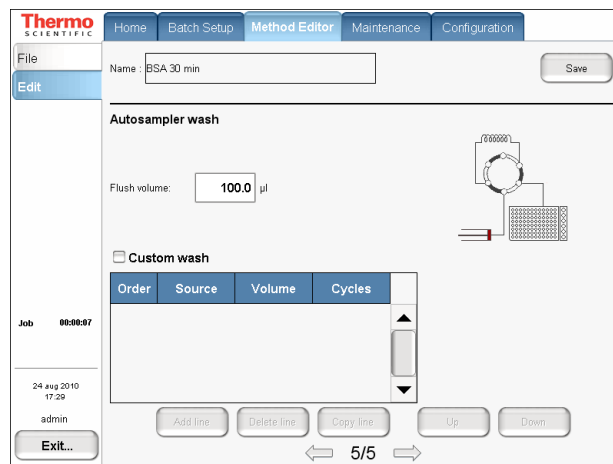 Thermo
SCIENTIFIC
Home
Batch Setup
Method Editor
Maintenance
Configuration
File
Edit
Name : BSA 30 min
Save
Autosampler wash
Flush volume: 100.0 µl
Custom wash
Order Source Volume Cycles
Job 00:00:07
24 aug 2010
17:29
admin
Exit...
Add line
Delete line
Copy line
Up
Down
5/5